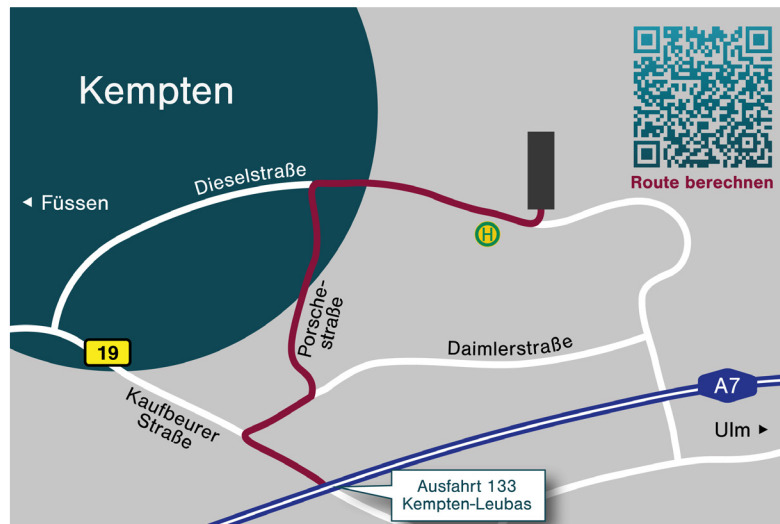 Kempten
Route berechnen
Dieselstraße
Füssen
H
Porsche-
straße
19
Daimlerstraße
A7
Kaufbeurer
Straße
Ulm
Ausfahrt 133
Kempten-Leubas